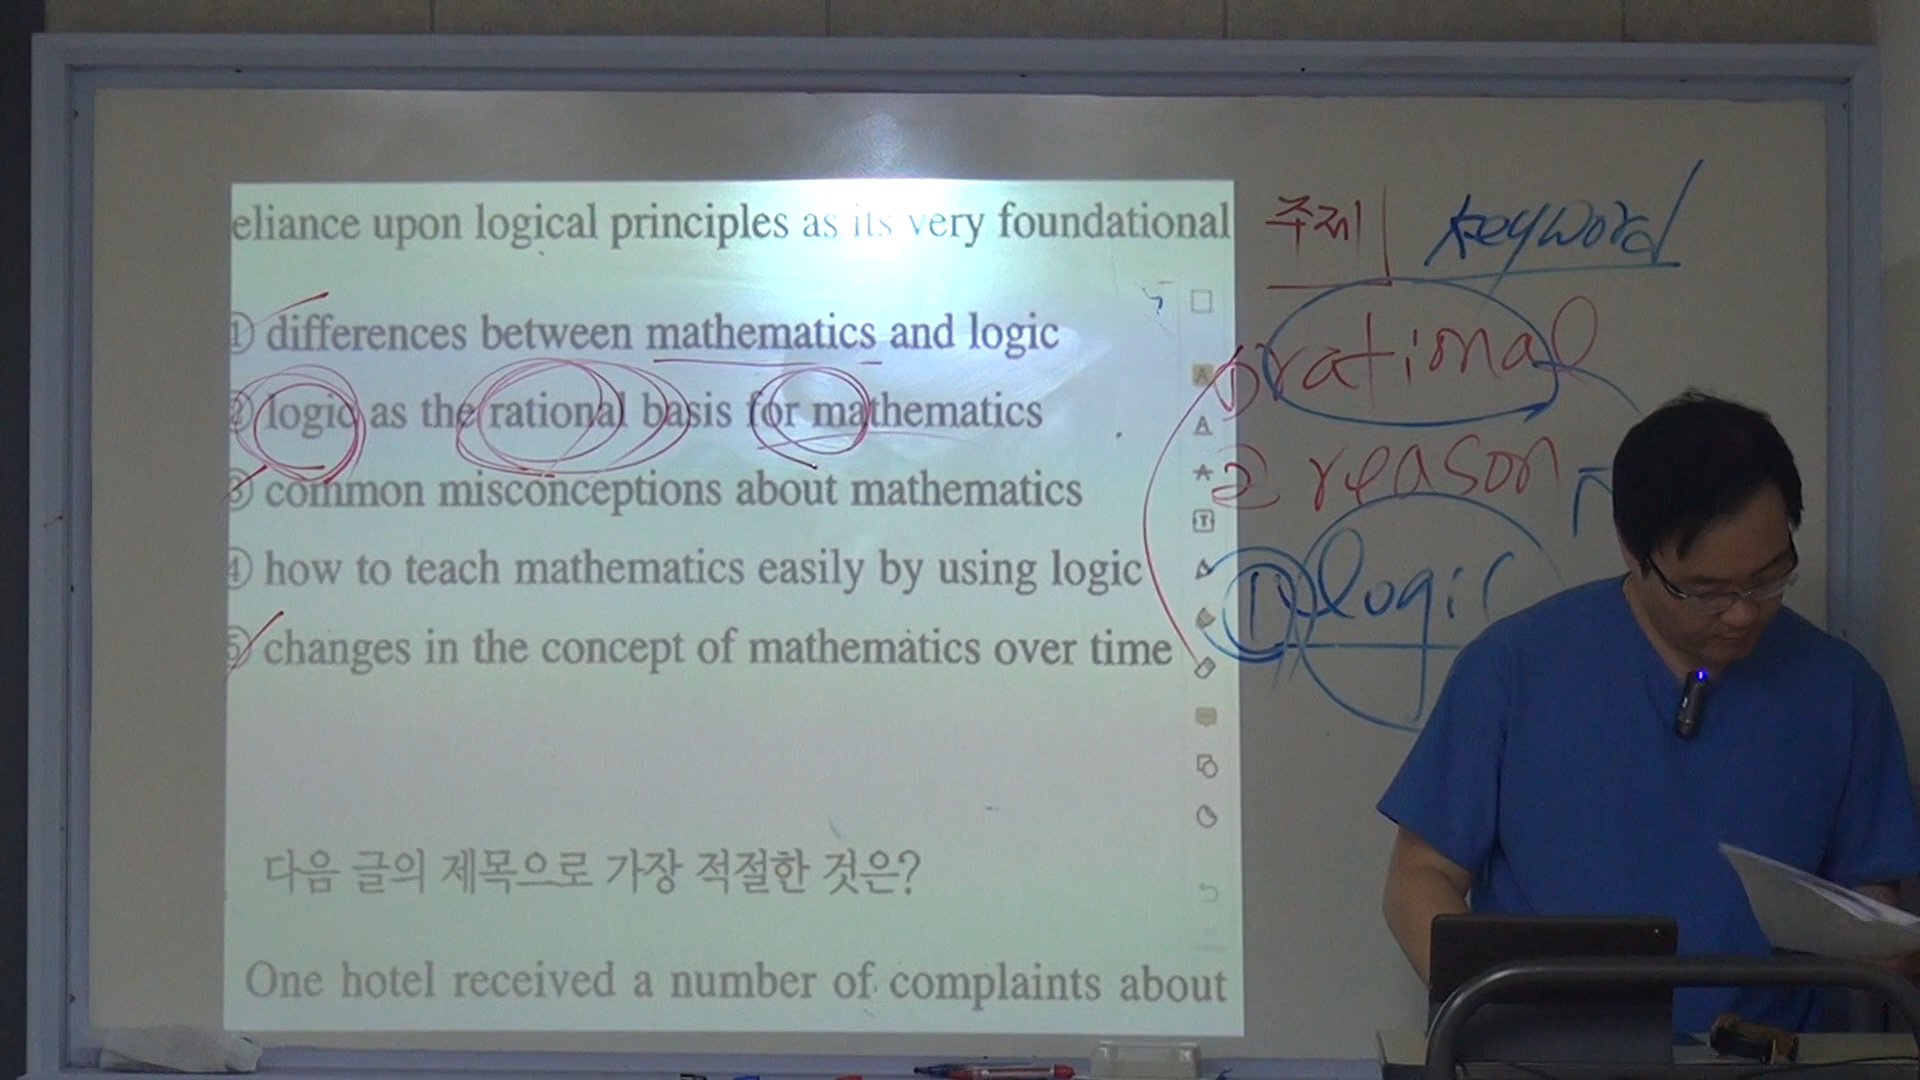 eliance upon logical principles as its very foundational
① differences between mathematics and logic
② logic as the rational basis for mathematics
③ common misconceptions about mathematics
④ how to teach mathematics easily by using logic
⑤ changes in the concept of mathematics over time
다음 글의 제목으로 가장 적절한 것은?
One hotel received a number of complaints about
주제 keyword
① rational
② reason
① logic